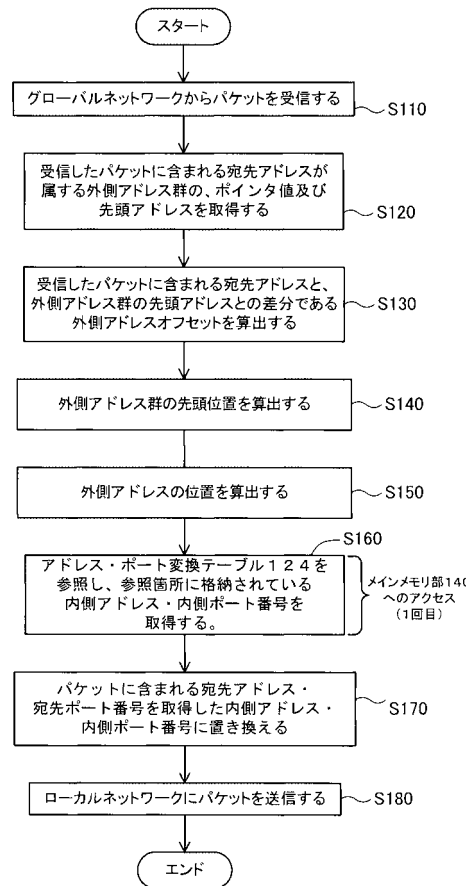 スタート
グローバルネットワークからパケットを受信する
S110
受信したパケットに含まれる宛先アドレスが
属する外側アドレス群の、ポインタ値及び
先頭アドレスを取得する
S120
受信したパケットに含まれる宛先アドレスと、
外側アドレス群の先頭アドレスとの差分である
外側アドレスオフセットを算出する
S130
外側アドレス群の先頭位置を算出する
S140
外側アドレスの位置を算出する
S150
S160
アドレス・ポート変換テーブル124を
参照し、参照箇所に格納されている
内側アドレス・内側ポート番号を
取得する。
メインメモリ部140
へのアクセス
(1回目)
パケットに含まれる宛先アドレス・
宛先ポート番号を取得した内側アドレス・
内側ポート番号に置き換える
S170
ローカルネットワークにパケットを送信する
S180
エンド